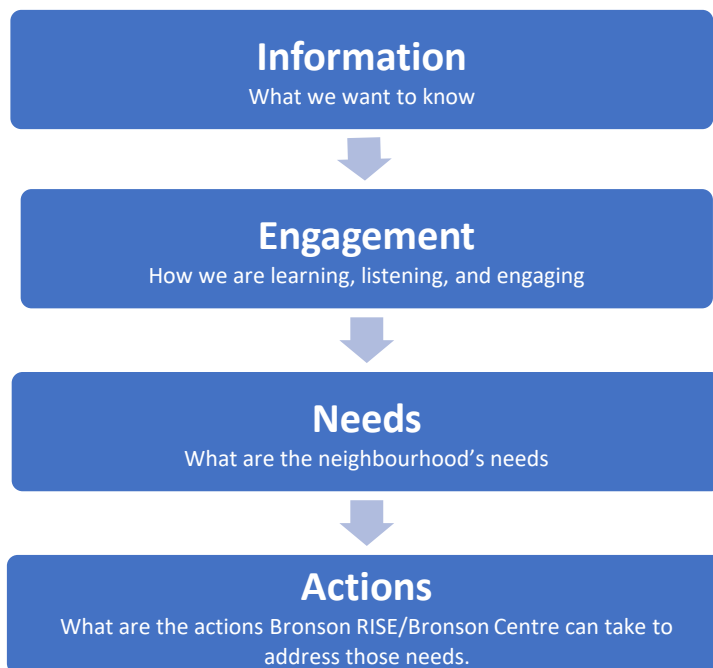 Information
What we want to know
Engagement
How we are learning, listening, and engaging
Needs
What are the neighbourhood’s needs
Actions
What are the actions Bronson RISE/Bronson Centre can take to
address those needs.